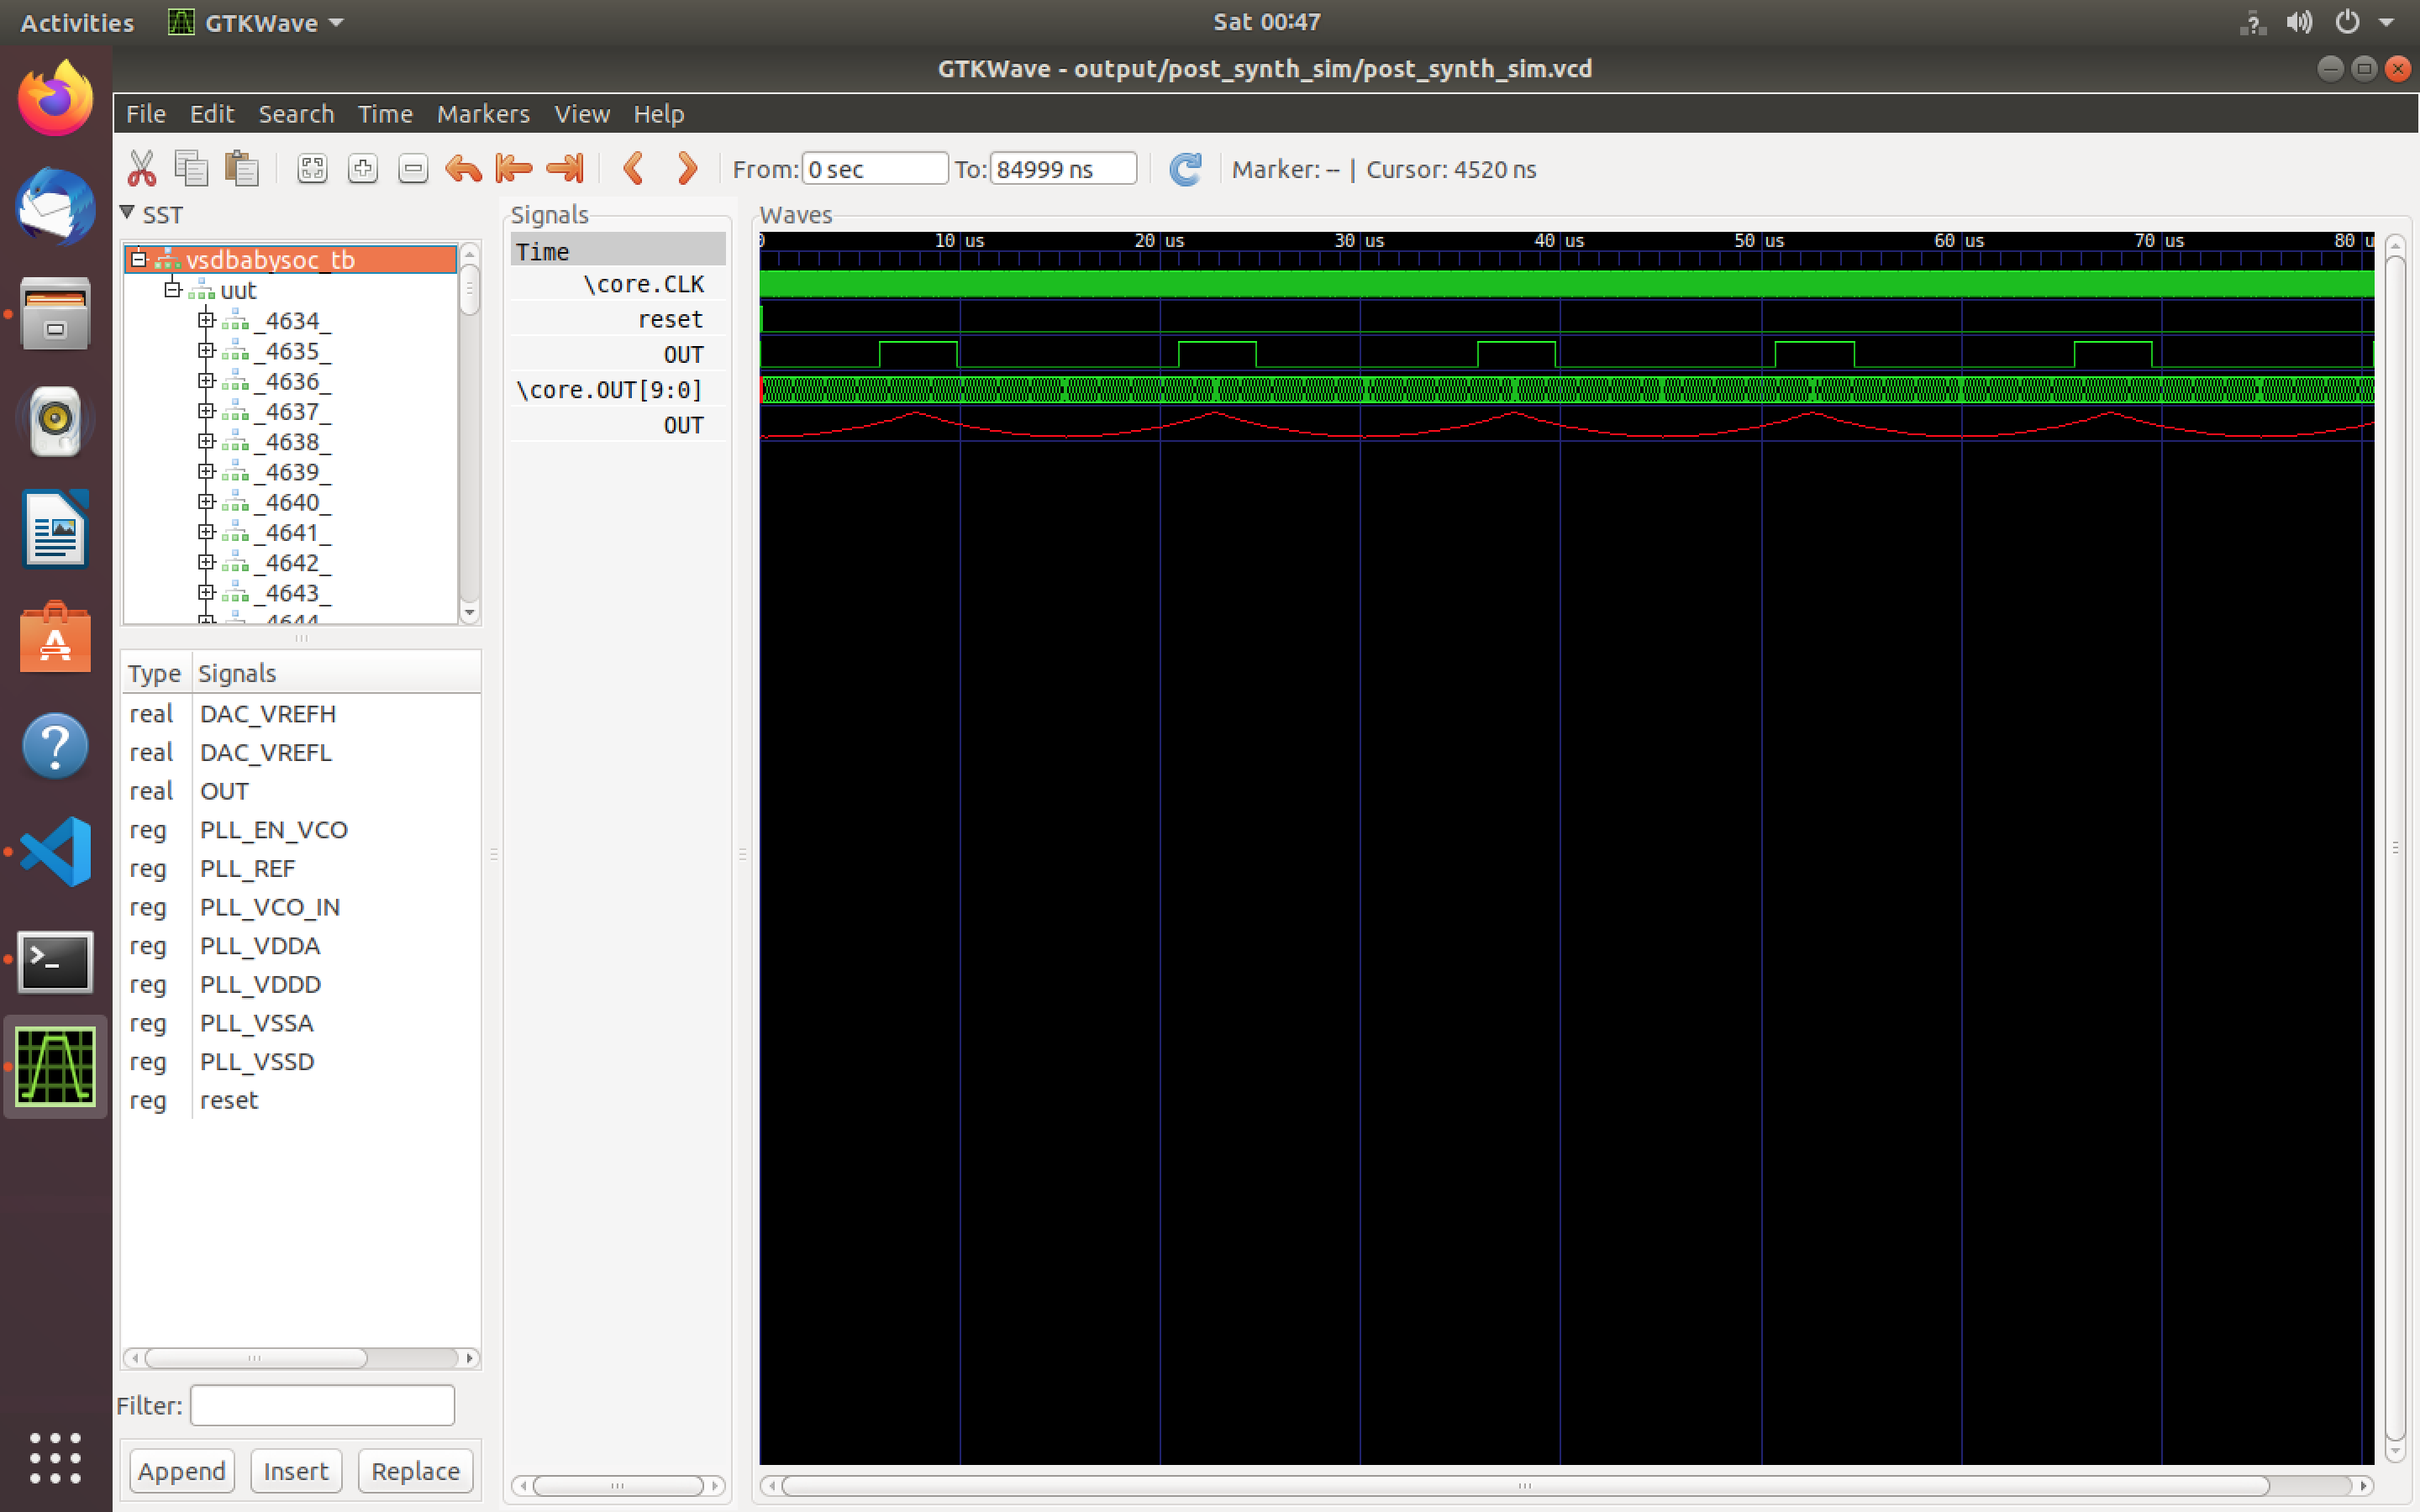 Activities GTKWave Sat 00:47
GTKWave - output/post_synth_sim/post_synth_sim.vcd
File Edit Search Time Markers View Help
From: 0 sec To: 84999 ns Marker: -- | Cursor: 4520 ns
SST
vsdbabysoc_tb
uut
_4634_
_4635_
_4636_
_4637_
_4638_
_4639_
_4640_
_4641_
_4642_
_4643_
_4644_
Type Signals
real DAC_VREFH
real DAC_VREFL
real OUT
reg PLL_EN_VCO
reg PLL_REF
reg PLL_VCO_IN
reg PLL_VDDA
reg PLL_VDDD
reg PLL_VSSA
reg PLL_VSSD
reg reset
Filter:
Append Insert Replace
Signals
Time
\core.CLK
reset
OUT
\core.OUT[9:0]
OUT
Waves
0 10 us 20 us 30 us 40 us 50 us 60 us 70 us 80 u